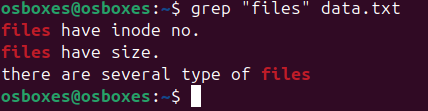 osboxes@osboxes:~$ grep "files" data.txt
files have inode no.
files have size.
there are several type of files
osboxes@osboxes:~$